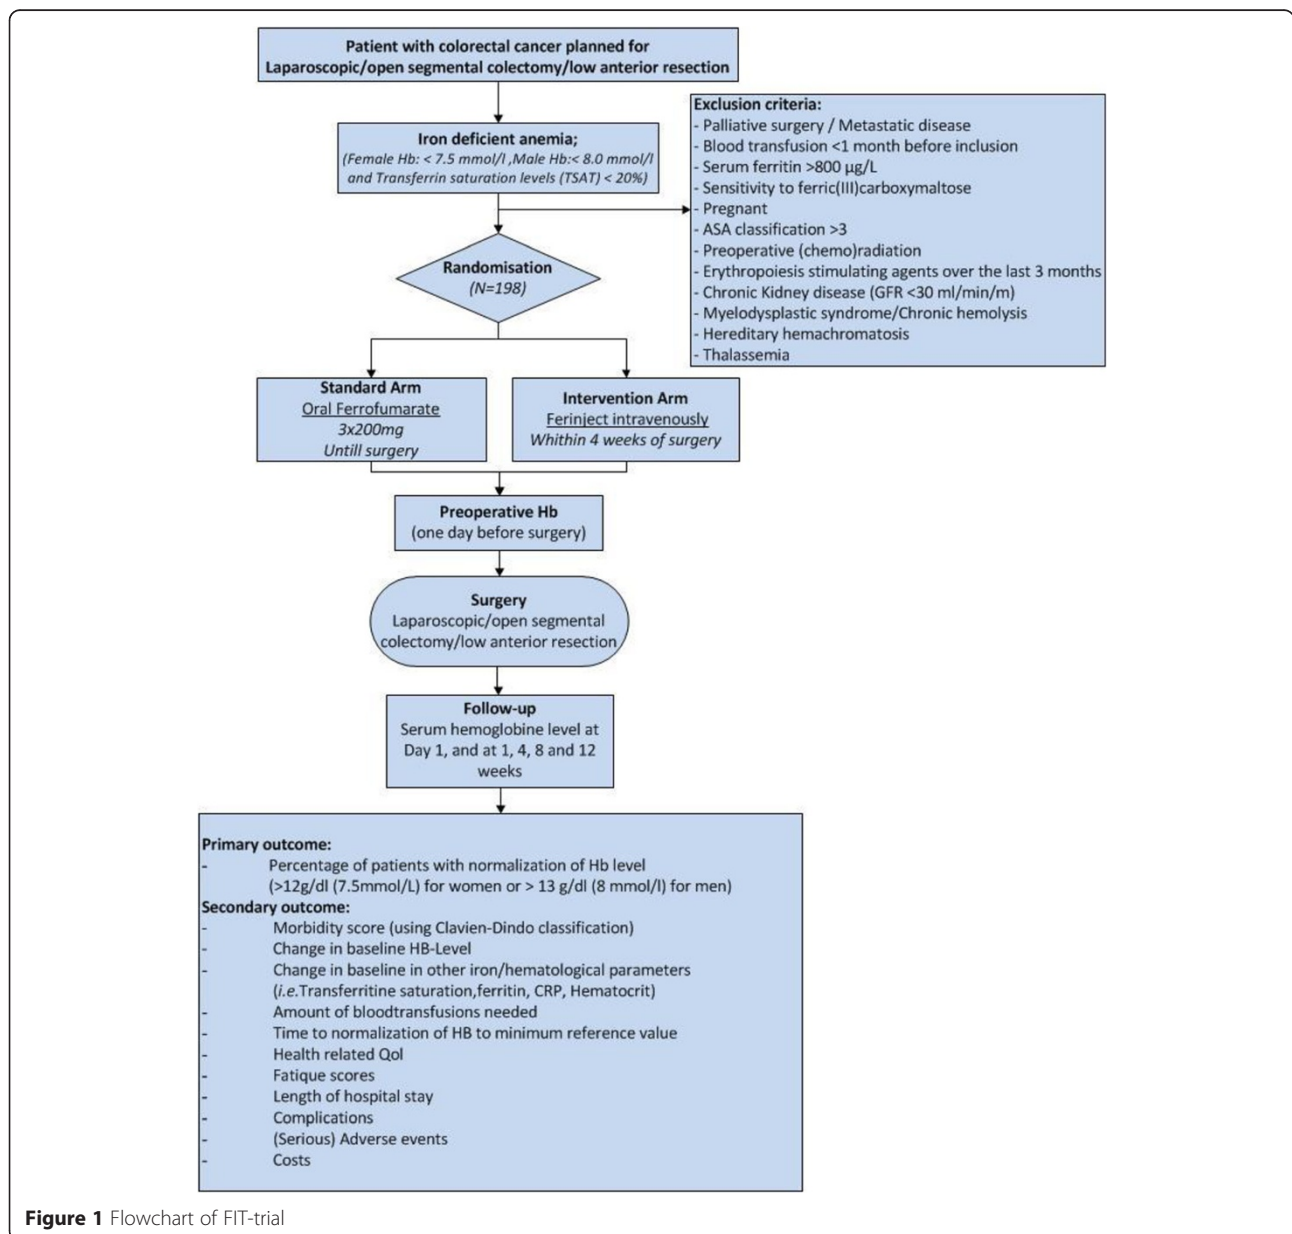 Patient with colorectal cancer planned for
Laparoscopic/open segmental colectomy/low anterior resection
Iron deficient anemia;
(Female Hb: < 7.5 mmol/l ,Male Hb:< 8.0 mmol/l
and Transferrin saturation levels (TSAT) < 20%)
Exclusion criteria:
- Palliative surgery / Metastatic disease
- Blood transfusion <1 month before inclusion
- Serum ferritin >800 µg/L
- Sensitivity to ferric(III)carboxymaltose
- Pregnant
- ASA classification >3
- Preoperative (chemo)radiation
- Erythropoiesis stimulating agents over the last 3 months
- Chronic Kidney disease (GFR <30 ml/min/m)
- Myelodysplastic syndrome/Chronic hemolysis
- Hereditary hemachromatosis
- Thalassemia
Randomisation
(N=198)
Standard Arm
Oral Ferrofumarate
3x200mg
Untill surgery
Intervention Arm
Ferinject intravenously
Whithin 4 weeks of surgery
Preoperative Hb
(one day before surgery)
Surgery
Laparoscopic/open segmental
colectomy/low anterior resection
Follow-up
Serum hemoglobine level at
Day 1, and at 1, 4, 8 and 12
weeks
Primary outcome:
- Percentage of patients with normalization of Hb level
(>12g/dl (7.5mmol/L) for women or > 13 g/dl (8 mmol/l) for men)
Secondary outcome:
- Morbidity score (using Clavien-Dindo classification)
- Change in baseline HB-Level
- Change in baseline in other iron/hematological parameters
(i.e.Transferritine saturation,ferritin, CRP, Hematocrit)
- Amount of bloodtransfusions needed
- Time to normalization of HB to minimum reference value
- Health related Qol
- Fatique scores
- Length of hospital stay
- Complications
- (Serious) Adverse events
- Costs
Figure 1 Flowchart of FIT-trial